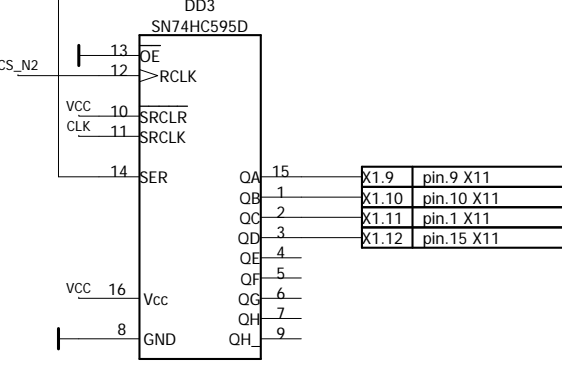 DD3
SN74HC595D
13 OE
CS_N2 12 RCLK
VCC 10 SRCLR
CLK 11 SRCLK
14 SER QA 15 X1.9 pin.9 X11
QB 1 X1.10 pin.10 X11
QC 2 X1.11 pin.1 X11
QD 3 X1.12 pin.15 X11
QE 4
QF 5
VCC 16 Vcc QG 6
QH 7
8 GND QH_ 9